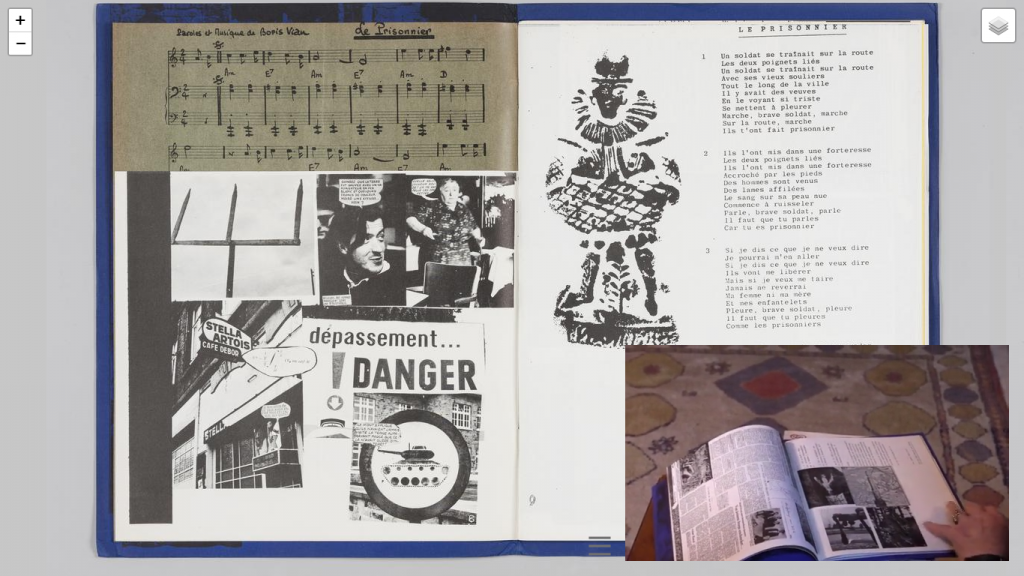 +
−
Paroles et Musique de Boris Vian
Le Prisonnier
Am E7 Am E7 Am D
E7 Am
STELLA
ARTOIS
CAFE DEBOD
STELL
dépassement...
! DANGER
LE PRISONNIER
1 Un soldat se traînait sur la route
Les deux poignets liés
Un soldat se traînait sur la route
Avec ses vieux souliers
Tout le long de la ville
Il y avait des veuves
En le voyant si triste
Se mettent à pleurer
Marche, brave soldat, marche
Sur la route, marche
Ils t'ont fait prisonnier
2 Ils l'ont mis dans une forteresse
Les deux poignets liés
Ils l'ont mis dans une forteresse
Accroché par les pieds
Des hommes sont venus
Des lames affilées
Le sang sur sa peau nue
Commence à ruisseler
Parle, brave soldat, parle
Il faut que tu parles
Car tu es prisonnier
3 Si je dis ce que je ne veux dire
Je pourrai m'en aller
Si je dis ce que je ne veux dire
Ils vont me libérer
Mais si je veux me taire
Jamais ne reverrai
Ma femme ni ma mère
Et mes enfantelets
Pleure, brave soldat, pleure
Il faut que tu pleures
Comme les prisonniers
9